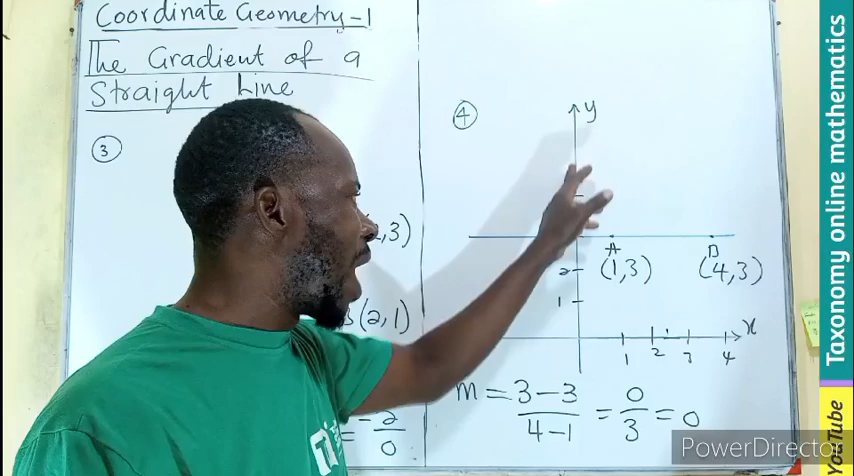 Coordinate Geometry-1
The Gradient of a
Straight Line
③
,3)
(2,1)
= -2/0
④
y
A
B
2
(1,3)
(4,3)
1
x
1 2 3 4
m = 3-3/4-1 = 0/3 = 0
PowerDirector
Taxonomy online mathematics
YouTube